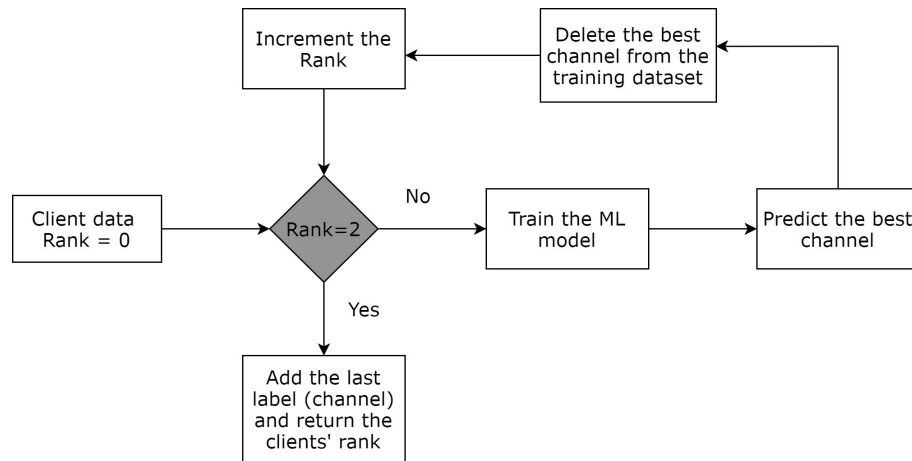 Increment the
Rank
Delete the best
channel from the
training dataset
Client data
Rank = 0
Rank=2
No
Train the ML
model
Predict the best
channel
Yes
Add the last
label (channel)
and return the
clients' rank